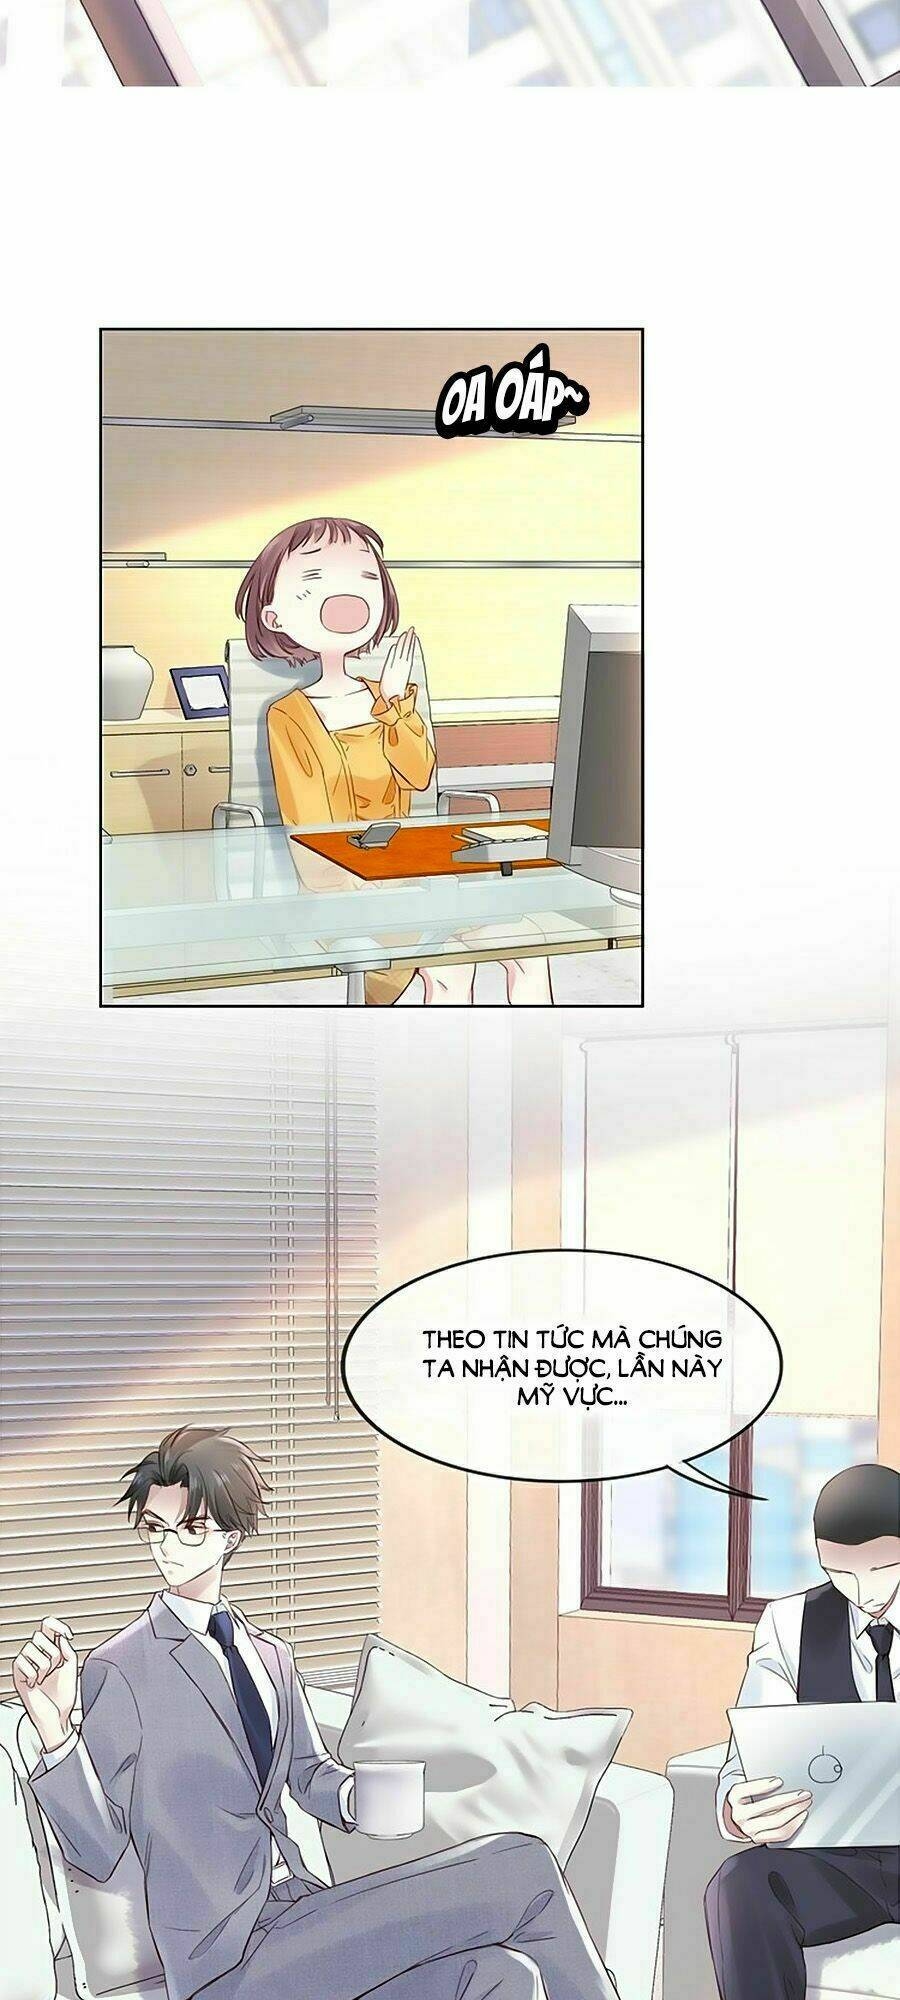 OA OÁP~
THEO TIN TỨC MÀ CHÚNG
TA NHẬN ĐƯỢC, LẦN NÀY
MỸ VỰC...